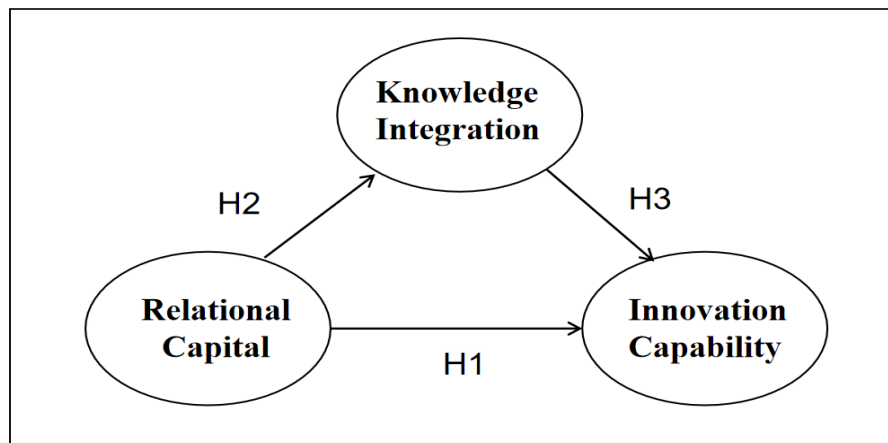 Knowledge
Integration
H2
H3
Relational
Capital
Innovation
Capability
H1